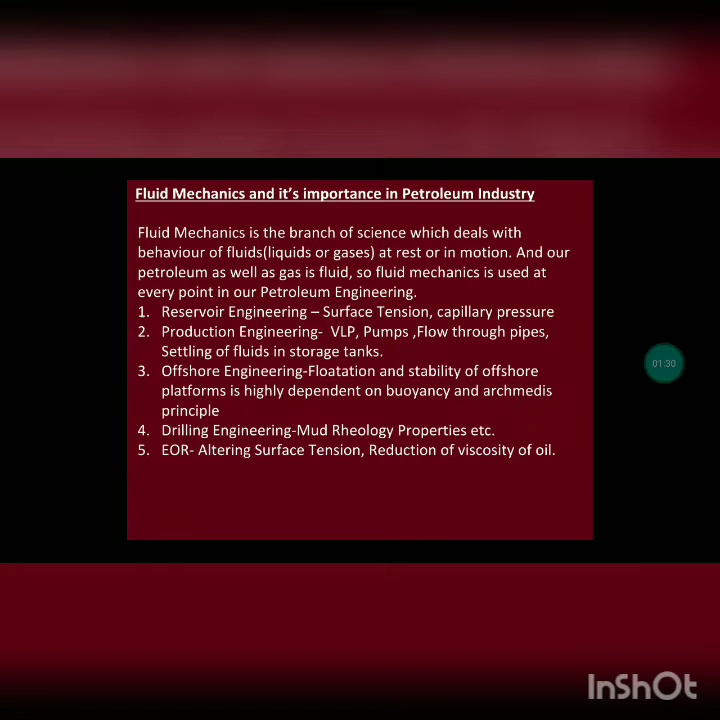 Fluid Mechanics and it's importance in Petroleum Industry
Fluid Mechanics is the branch of science which deals with
behaviour of fluids(liquids or gases) at rest or in motion. And our
petroleum as well as gas is fluid, so fluid mechanics is used at
every point in our Petroleum Engineering.
1. Reservoir Engineering – Surface Tension, capillary pressure
2. Production Engineering- VLP, Pumps ,Flow through pipes,
Settling of fluids in storage tanks.
3. Offshore Engineering-Floatation and stability of offshore
platforms is highly dependent on buoyancy and archmedis
principle
4. Drilling Engineering-Mud Rheology Properties etc.
5. EOR- Altering Surface Tension, Reduction of viscosity of oil.
01:30
InShOt